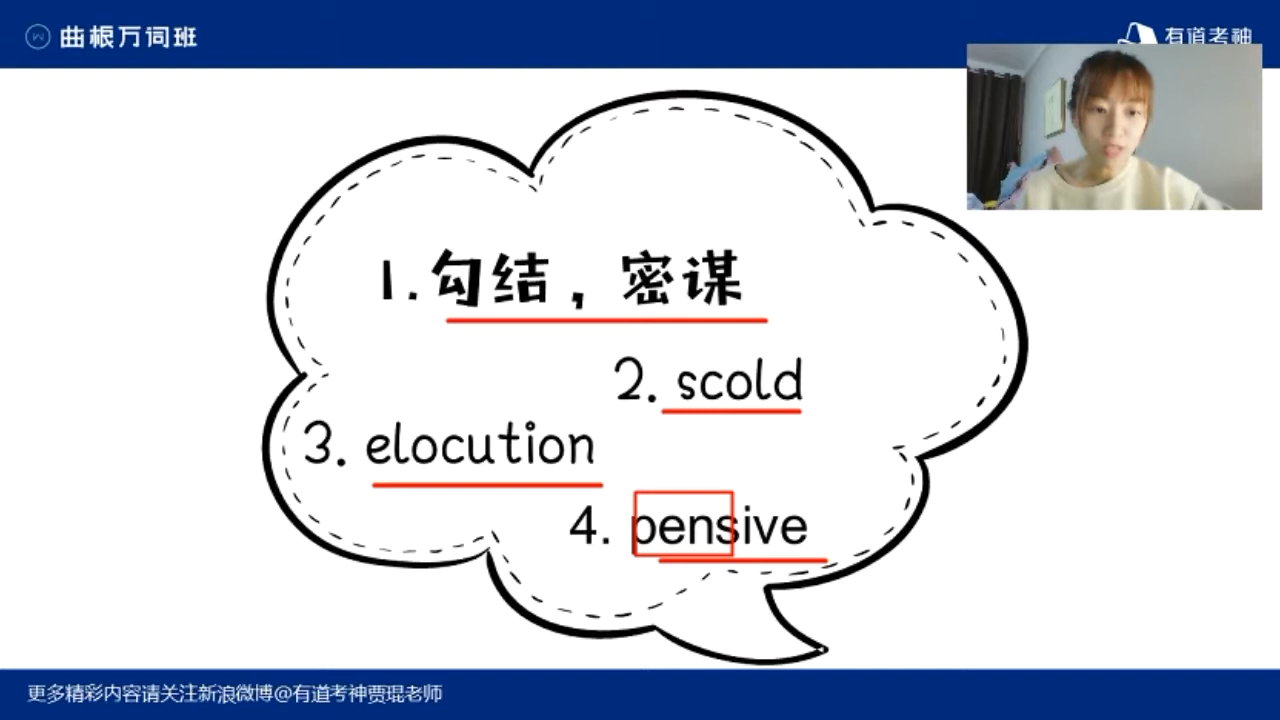 曲根万词班
有道考神
1.勾结，密谋
2. scold
3. elocution
4. pensive
更多精彩内容请关注新浪微博@有道考神贾琨老师